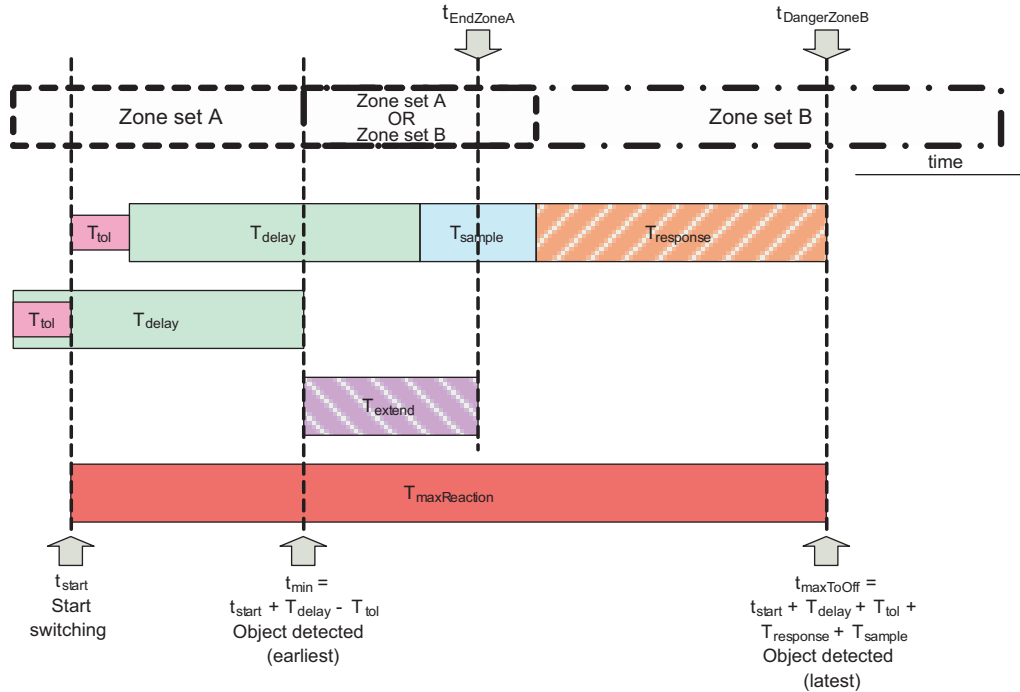 tEndZoneA
tDangerZoneB
Zone set A
Zone set A
OR
Zone set B
Zone set B
time
Ttol
Tdelay
Tsample
Tresponse
Ttol
Tdelay
Textend
TmaxReaction
tstart
Start
switching
tmin =
tstart + Tdelay - Ttol
Object detected
(earliest)
tmaxToOff =
tstart + Tdelay + Ttol +
Tresponse + Tsample
Object detected
(latest)